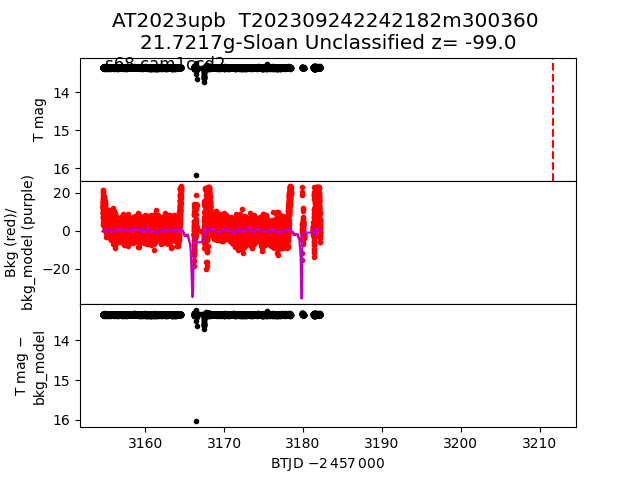 AT2023upb T202309242242182m300360
21.7217g-Sloan Unclassified z= -99.0
s68 cam1ccd2
14
15
16
T mag
20
0
−20
Bkg (red)/
bkg_model (purple)
14
15
16
T mag −
bkg_model
3160 3170 3180 3190 3200 3210
BTJD −2 457 000